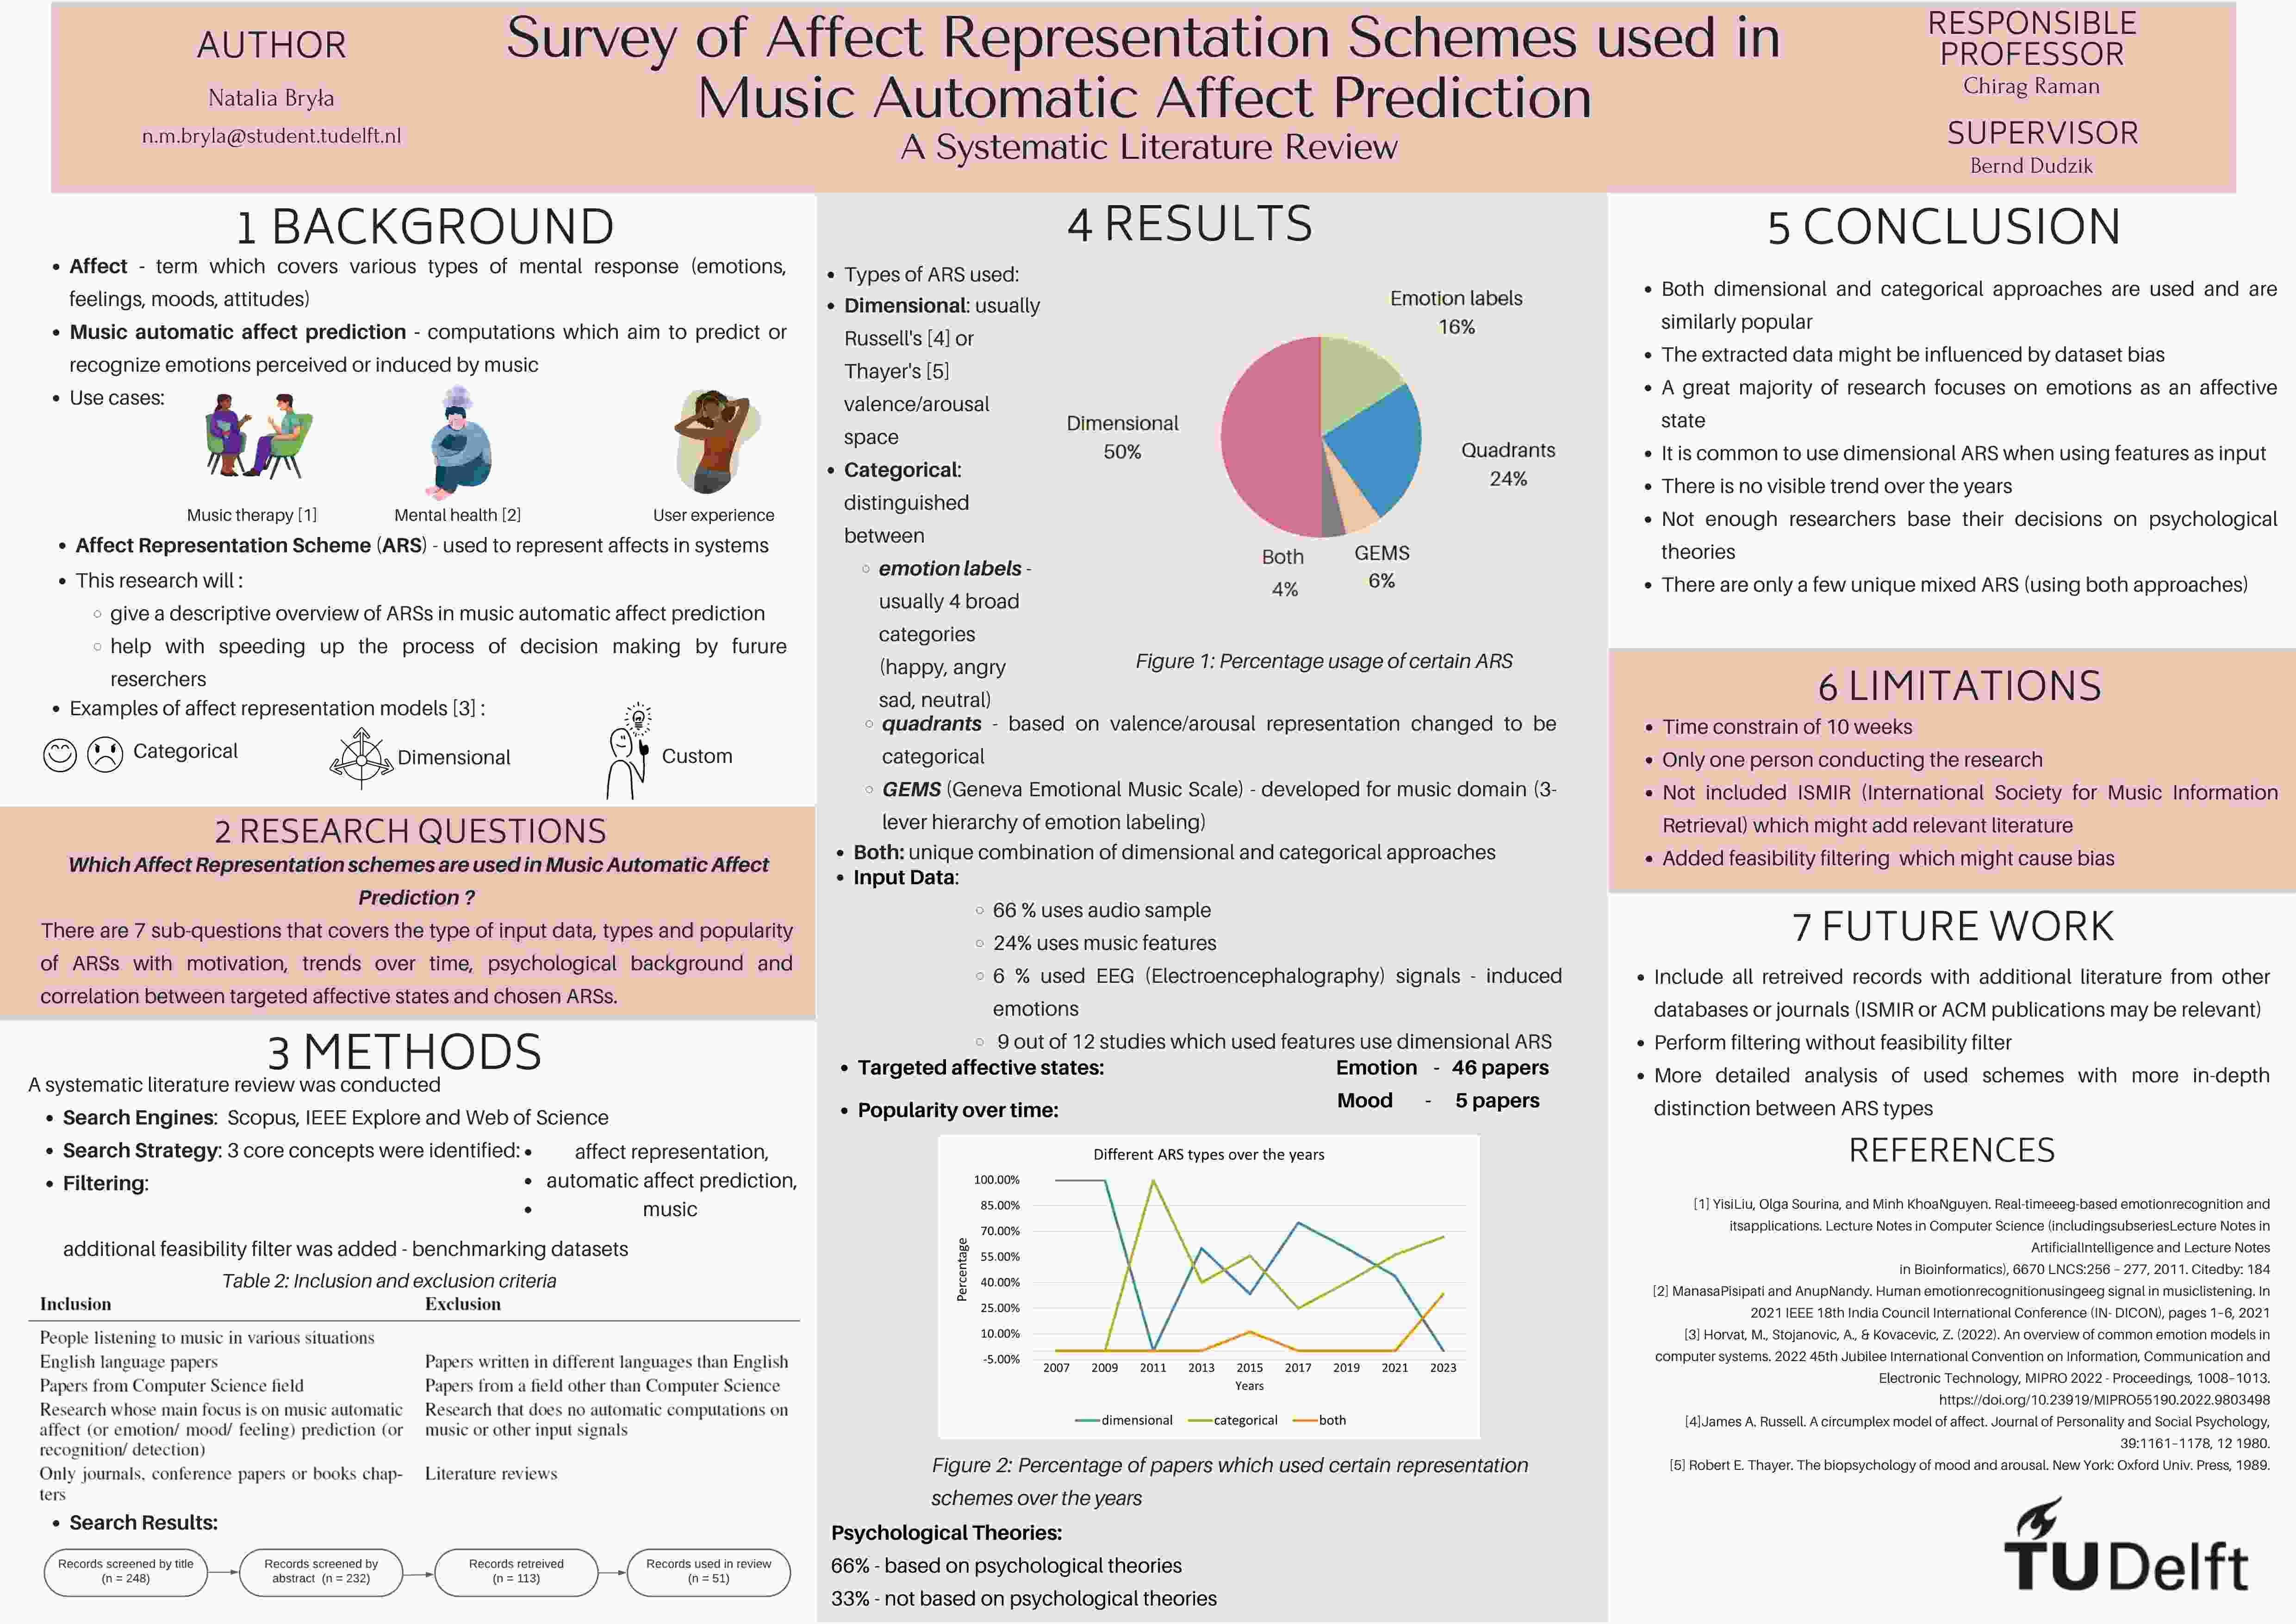 AUTHOR
Natalia Bryła
n.m.bryla@student.tudelft.nl
Survey of Affect Representation Schemes used in
Music Automatic Affect Prediction
A Systematic Literature Review
RESPONSIBLE
PROFESSOR
Chirag Raman
SUPERVISOR
Bernd Dudzik
1 BACKGROUND
• Affect - term which covers various types of mental response (emotions,
feelings, moods, attitudes)
• Music automatic affect prediction - computations which aim to predict or
recognize emotions perceived or induced by music
• Use cases:
Music therapy [1]
Mental health [2]
User experience
• Affect Representation Scheme (ARS) - used to represent affects in systems
• This research will :
◦ give a descriptive overview of ARSs in music automatic affect prediction
◦ help with speeding up the process of decision making by furure
reserchers
• Examples of affect representation models [3] :
Categorical
Dimensional
Custom
2 RESEARCH QUESTIONS
Which Affect Representation schemes are used in Music Automatic Affect
Prediction ?
There are 7 sub-questions that covers the type of input data, types and popularity
of ARSs with motivation, trends over time, psychological background and
correlation between targeted affective states and chosen ARSs.
3 METHODS
A systematic literature review was conducted
• Search Engines: Scopus, IEEE Explore and Web of Science
• Search Strategy: 3 core concepts were identified:
• affect representation,
• automatic affect prediction,
• music
• Filtering:
additional feasibility filter was added - benchmarking datasets
Table 2: Inclusion and exclusion criteria
Inclusion Exclusion
People listening to music in various situations
English language papers Papers written in different languages than English
Papers from Computer Science field Papers from a field other than Computer Science
Research whose main focus is on music automatic Research that does no automatic computations on
affect (or emotion/ mood/ feeling) prediction (or music or other input signals
recognition/ detection)
Only journals, conference papers or books chap- Literature reviews
ters
• Search Results:
Records screened by title
(n = 248)
Records screened by
abstract (n = 232)
Records retreived
(n = 113)
Records used in review
(n = 51)
4 RESULTS
• Types of ARS used:
• Dimensional: usually
Russell's [4] or
Thayer's [5]
valence/arousal
space
• Categorical:
distinguished
between
◦ emotion labels -
usually 4 broad
categories
(happy, angry
sad, neutral)
Emotion labels
16%
Dimensional
50%
Quadrants
24%
Both
4%
GEMS
6%
Figure 1: Percentage usage of certain ARS
◦ quadrants - based on valence/arousal representation changed to be
categorical
◦ GEMS (Geneva Emotional Music Scale) - developed for music domain (3-
lever hierarchy of emotion labeling)
• Both: unique combination of dimensional and categorical approaches
• Input Data:
◦ 66 % uses audio sample
◦ 24% uses music features
◦ 6 % used EEG (Electroencephalography) signals - induced
emotions
◦ 9 out of 12 studies which used features use dimensional ARS
• Targeted affective states:
Emotion - 46 papers
Mood - 5 papers
• Popularity over time:
Different ARS types over the years
Percentage
100.00%
85.00%
70.00%
55.00%
40.00%
25.00%
10.00%
-5.00%
2007 2009 2011 2013 2015 2017 2019 2021 2023
Years
dimensional categorical both
Figure 2: Percentage of papers which used certain representation
schemes over the years
Psychological Theories:
66% - based on psychological theories
33% - not based on psychological theories
5 CONCLUSION
• Both dimensional and categorical approaches are used and are
similarly popular
• The extracted data might be influenced by dataset bias
• A great majority of research focuses on emotions as an affective
state
• It is common to use dimensional ARS when using features as input
• There is no visible trend over the years
• Not enough researchers base their decisions on psychological
theories
• There are only a few unique mixed ARS (using both approaches)
6 LIMITATIONS
• Time constrain of 10 weeks
• Only one person conducting the research
• Not included ISMIR (International Society for Music Information
Retrieval) which might add relevant literature
• Added feasibility filtering which might cause bias
7 FUTURE WORK
• Include all retreived records with additional literature from other
databases or journals (ISMIR or ACM publications may be relevant)
• Perform filtering without feasibility filter
• More detailed analysis of used schemes with more in-depth
distinction between ARS types
REFERENCES
[1] YisiLiu, Olga Sourina, and Minh KhoaNguyen. Real-timeeeg-based emotionrecognition and
itsapplications. Lecture Notes in Computer Science (includingsubseriesLecture Notes in
ArtificialIntelligence and Lecture Notes
in Bioinformatics), 6670 LNCS:256 – 277, 2011. Citedby: 184
[2] ManasaPisipati and AnupNandy. Human emotionrecognitionusingeeg signal in musiclistening. In
2021 IEEE 18th India Council International Conference (IN- DICON), pages 1–6, 2021
[3] Horvat, M., Stojanovic, A., & Kovacevic, Z. (2022). An overview of common emotion models in
computer systems. 2022 45th Jubilee International Convention on Information, Communication and
Electronic Technology, MIPRO 2022 - Proceedings, 1008–1013.
https://doi.org/10.23919/MIPRO55190.2022.9803498
[4]James A. Russell. A circumplex model of affect. Journal of Personality and Social Psychology,
39:1161–1178, 12 1980.
[5] Robert E. Thayer. The biopsychology of mood and arousal. New York: Oxford Univ. Press, 1989.
TU Delft